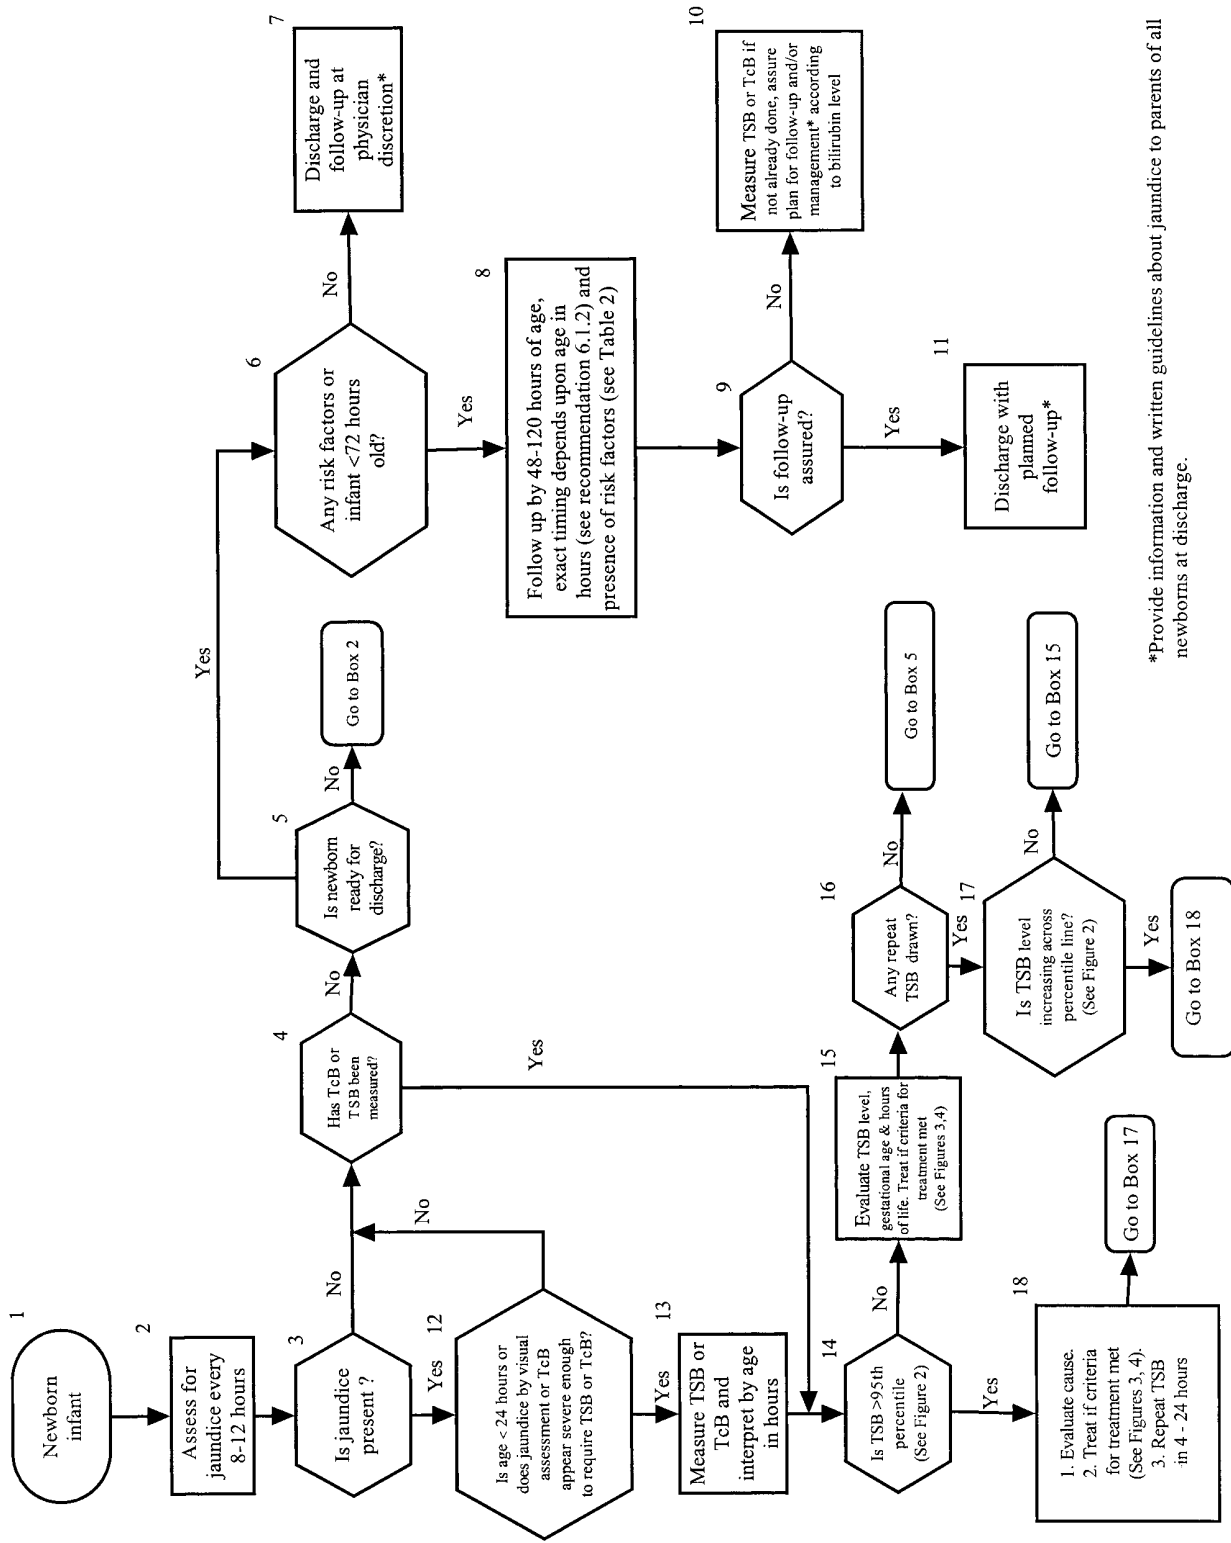 1
Newborn
infant
2
Assess for
jaundice every
8-12 hours
3
Is jaundice
present ?
No
Yes
4
Has TcB or
TSB been
measured?
No
Yes
5
Is newborn
ready for
discharge?
No
Go to Box 2
Yes
6
Any risk factors or
infant <72 hours
old?
No
7
Discharge and
follow-up at
physician
discretion*
Yes
8
Follow up by 48-120 hours of age,
exact timing depends upon age in
hours (see recommendation 6.1.2) and
presence of risk factors (see Table 2)
9
Is follow-up
assured?
No
10
Measure TSB or TcB if
not already done, assure
plan for follow-up and/or
management* according
to bilirubin level
Yes
11
Discharge with
planned
follow-up*
12
Is age < 24 hours or
does jaundice by visual
assessment or TcB
appear severe enough
to require TSB or TcB?
No
Yes
13
Measure TSB or
TcB and
interpret by age
in hours
14
Is TSB >95th
percentile
(See Figure 2)
No
Yes
15
Evaluate TSB level,
gestational age & hours
of life. Treat if criteria for
treatment met
(See Figures 3,4)
16
Any repeat
TSB drawn?
No
Go to Box 5
Yes
17
Is TSB level
increasing across
percentile line?
(See Figure 2)
No
Go to Box 15
Yes
Go to Box 18
18
1. Evaluate cause.
2. Treat if criteria
for treatment met
(See Figures 3, 4).
3. Repeat TSB
in 4 - 24 hours
Go to Box 17
*Provide information and written guidelines about jaundice to parents of all
newborns at discharge.